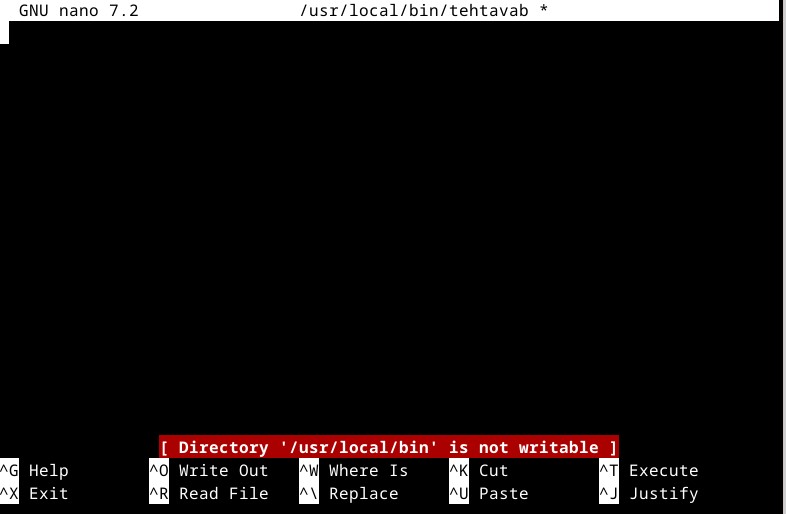 GNU nano 7.2 /usr/local/bin/tehtavab *
[ Directory '/usr/local/bin' is not writable ]
^G Help ^O Write Out ^W Where Is ^K Cut ^T Execute
^X Exit ^R Read File ^\ Replace ^U Paste ^J Justify